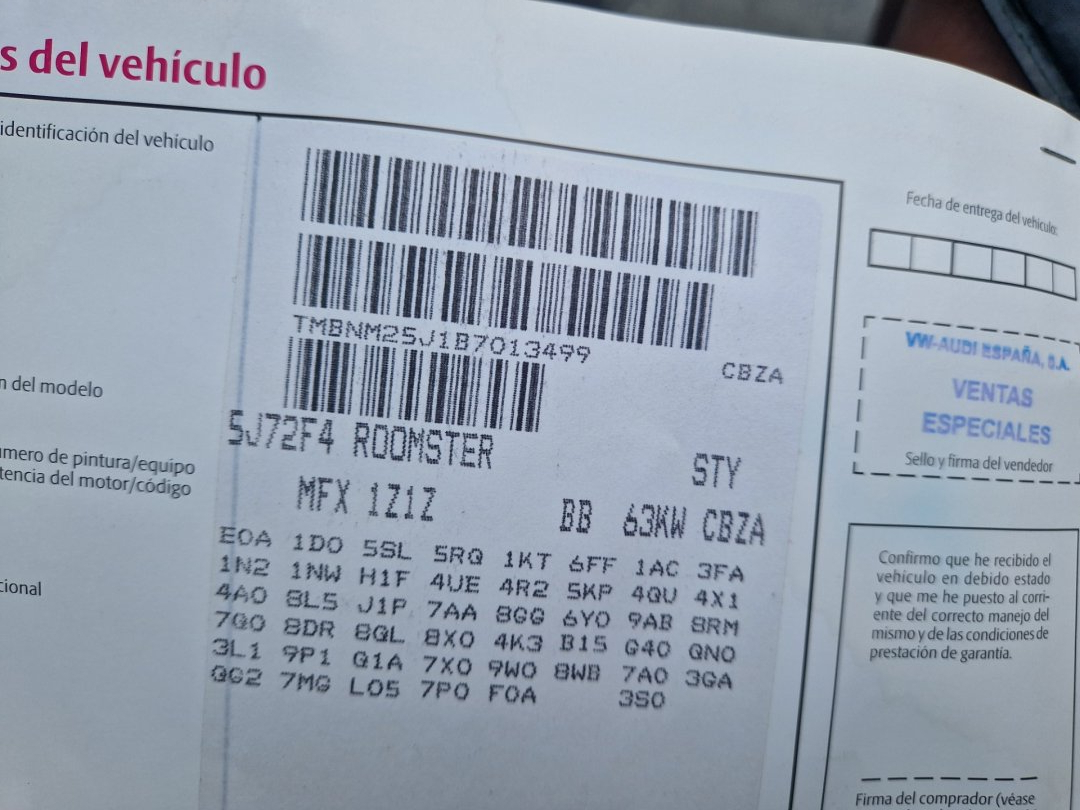 s del vehículo
identificación del vehículo
Fecha de entrega del vehículo:
TMBNM25J1B7013499
CBZA
VW-AUDI ESPAÑA, S.A.
VENTAS
ESPECIALES
Sello y firma del vendedor
n del modelo
5J72F4 ROOMSTER
STY
úmero de pintura/equipo
tencia del motor/código
MFX 1Z1Z
BB 63KW CBZA
cional
E0A 1D0 5SL 5RQ 1KT 6FF 1AC 3FA
1N2 1NW H1F 4UE 4R2 5KP 4QU 4X1
4A0 8L5 J1P 7AA 8GG 6Y0 9AB 8RM
7Q0 8DR 8QL 8X0 4K3 B15 G40 QN0
3L1 9P1 Q1A 7X0 9W0 8WB 7A0 3GA
QG2 7MG L05 7P0 F0A 3S0
Confirmo que he recibido el
vehículo en debido estado
y que me he puesto al corri-
ente del correcto manejo del
mismo y de las condiciones de
prestación de garantía.
Firma del comprador (véase